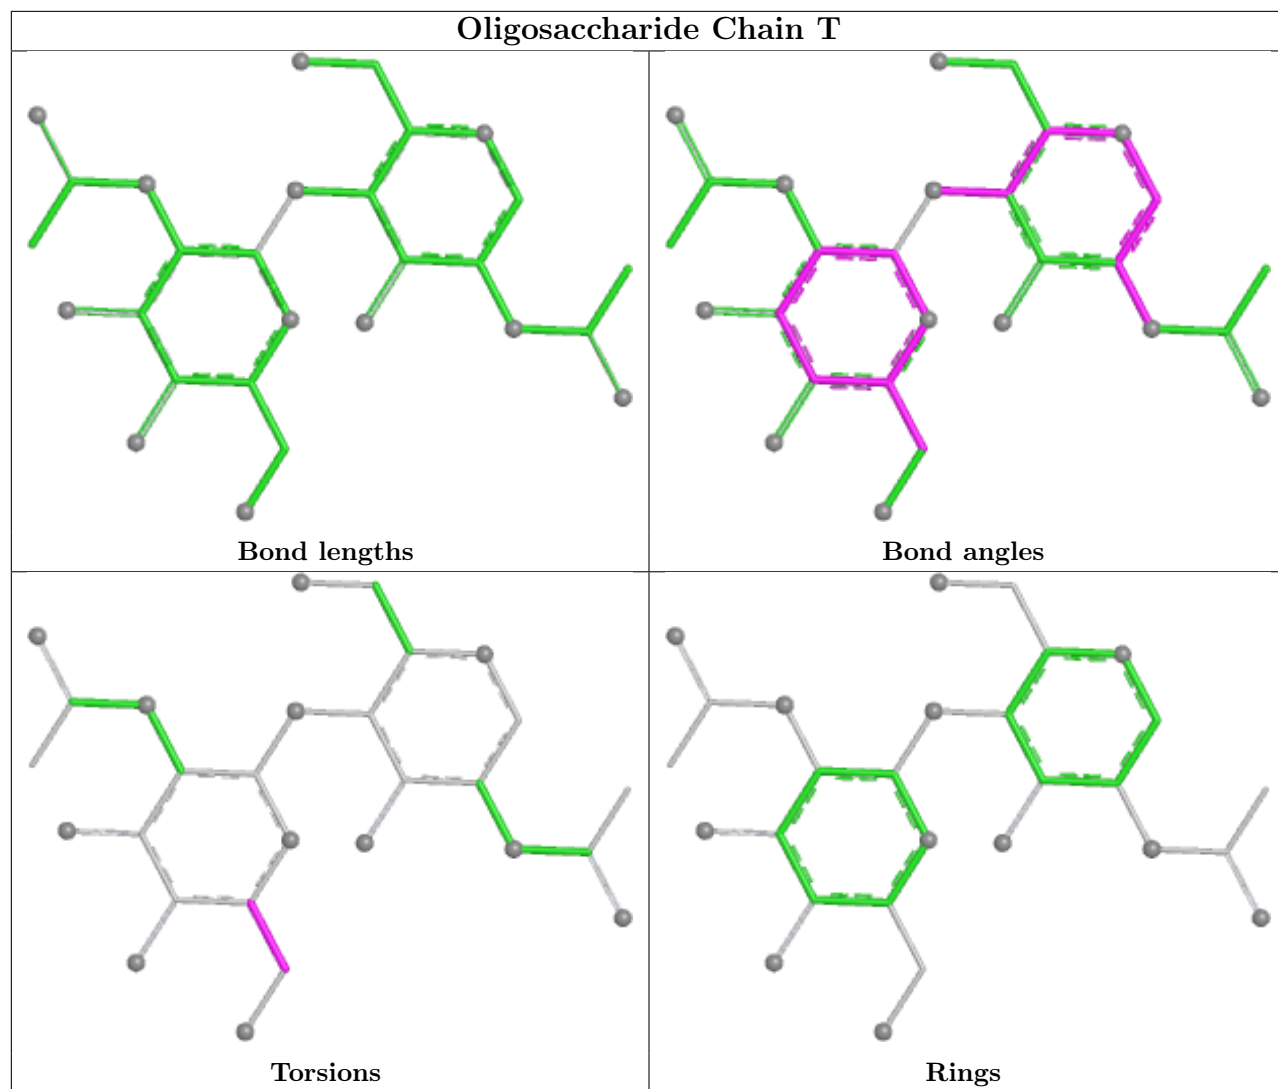 Oligosaccharide Chain T
Bond lengths
Bond angles
Torsions
Rings